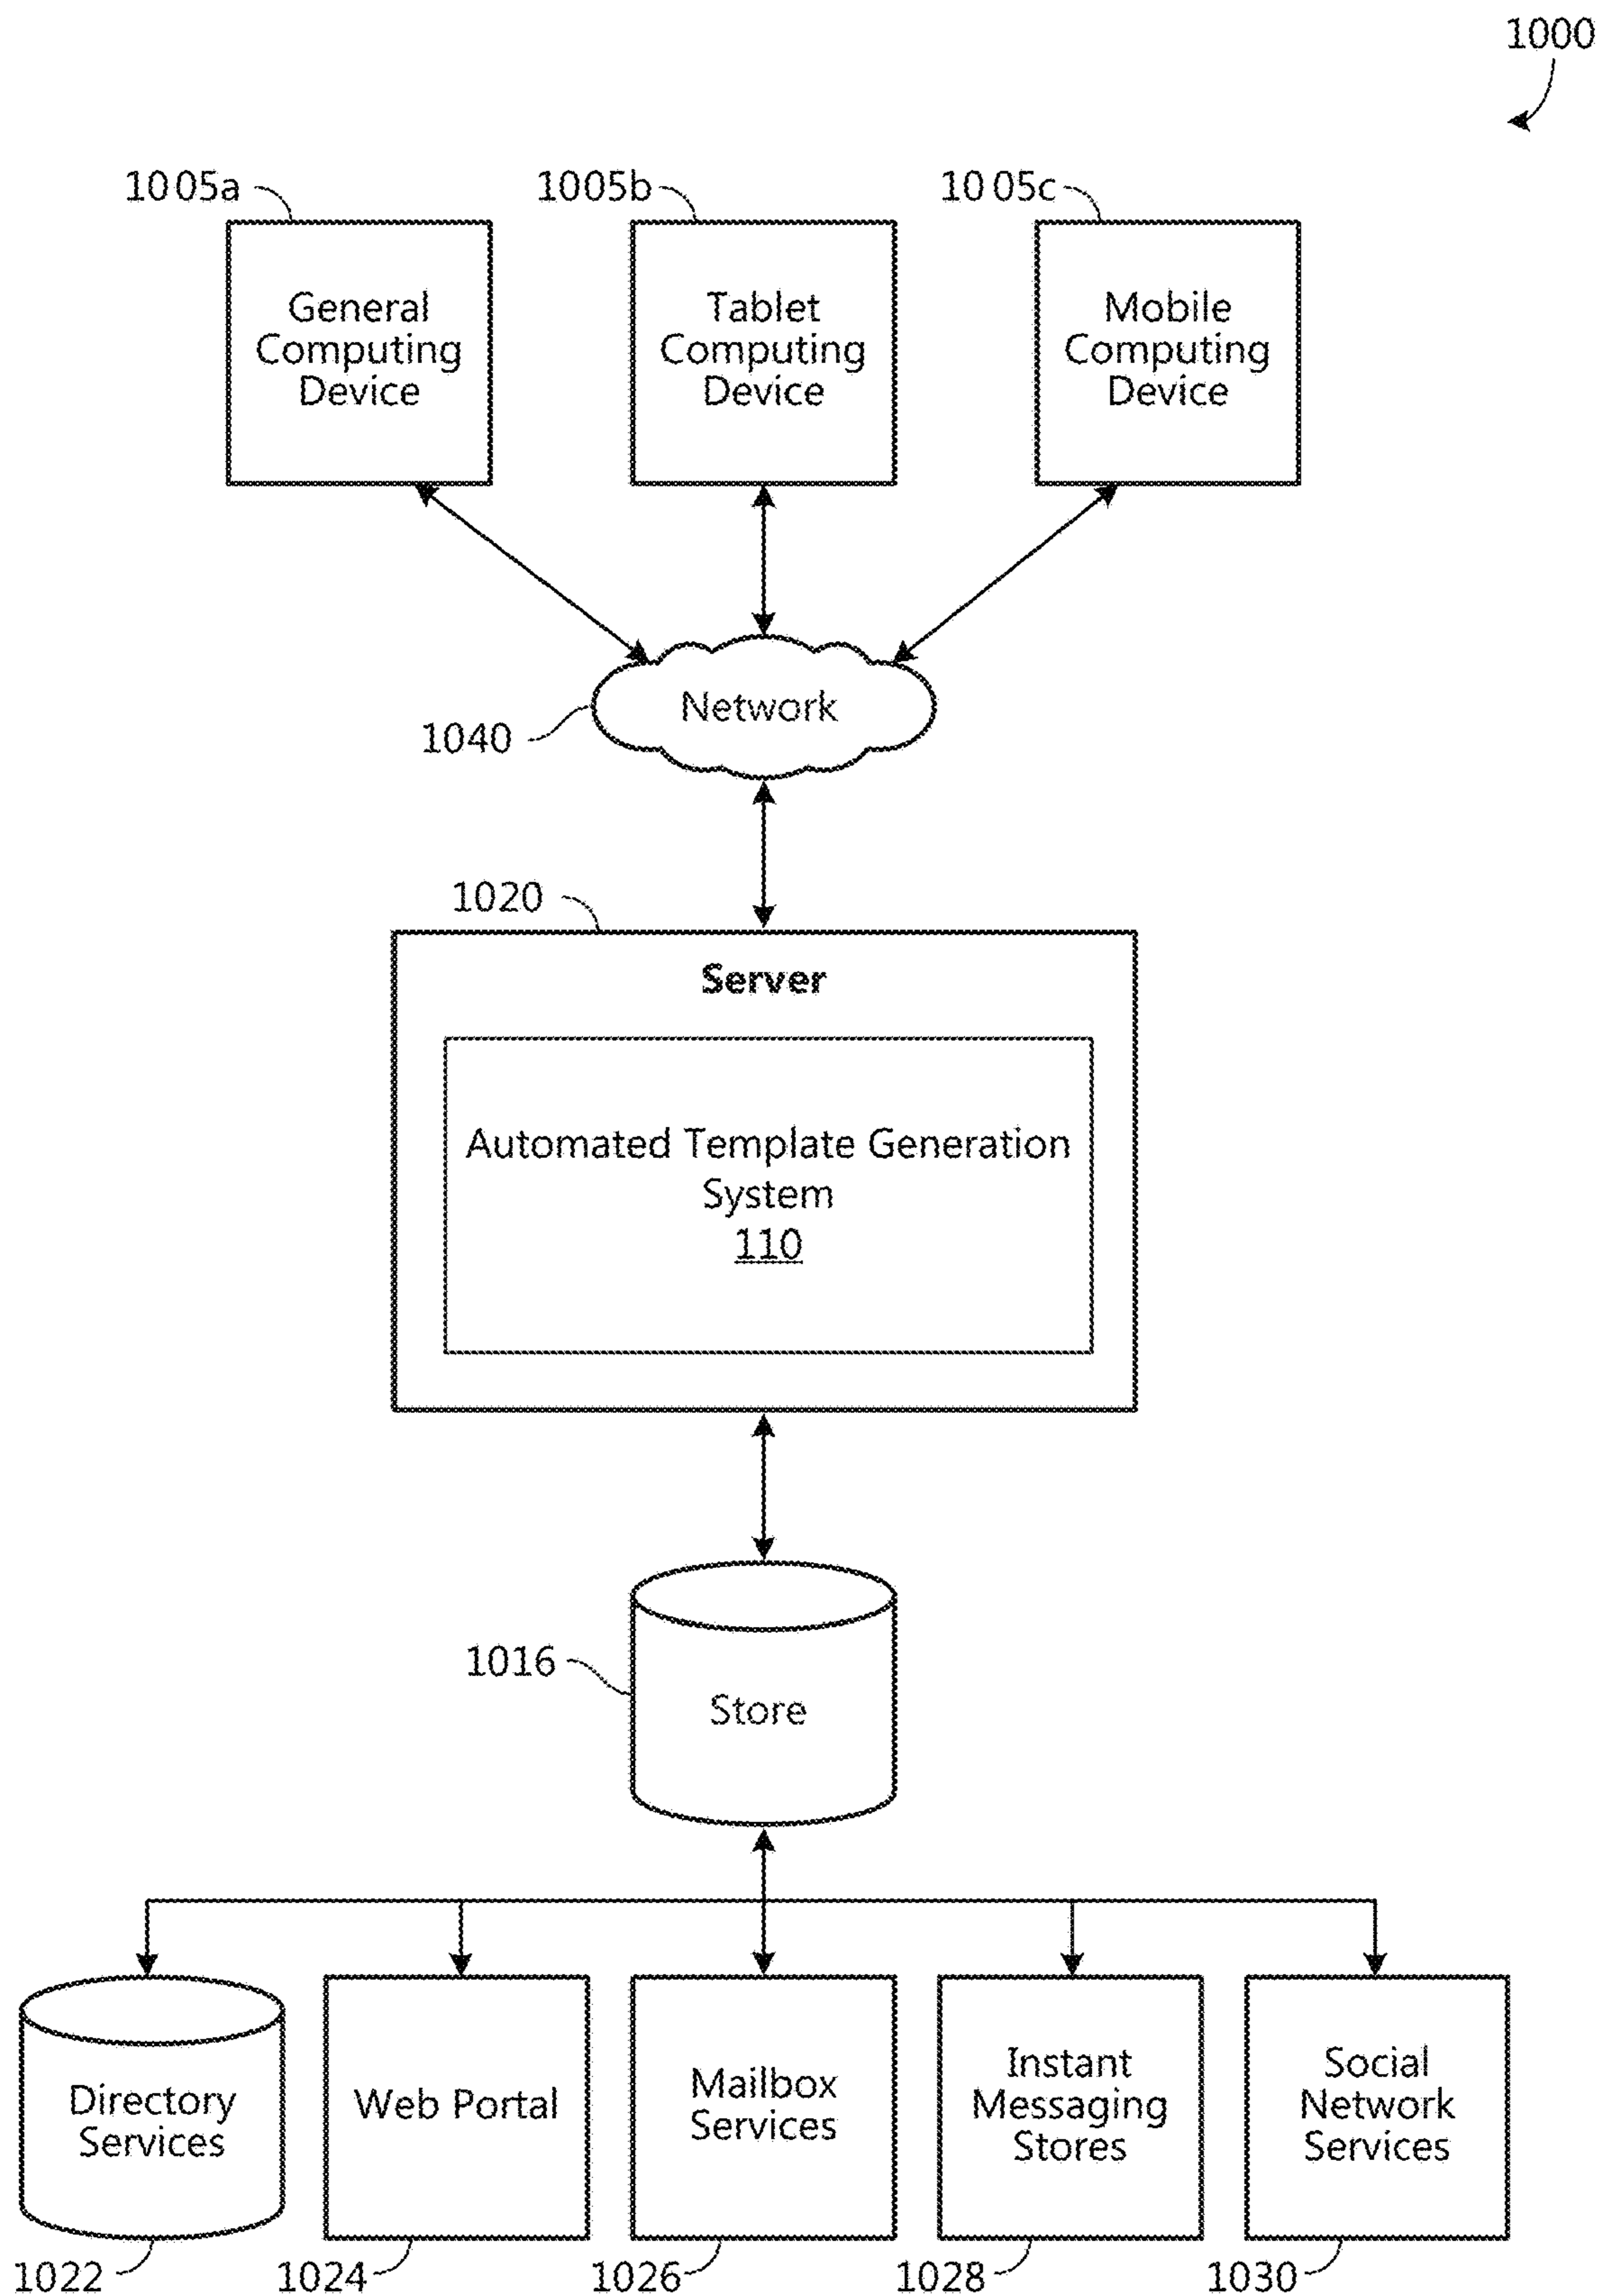 1000
1005a
1005b
1005c
General
Computing
Device
Tablet
Computing
Device
Mobile
Computing
Device
Network
1040
1020
Server
Automated Template Generation
System
110
1016
Store
Directory
Services
Web Portal
Mailbox
Services
Instant
Messaging
Stores
Social
Network
Services
1022
1024
1026
1028
1030